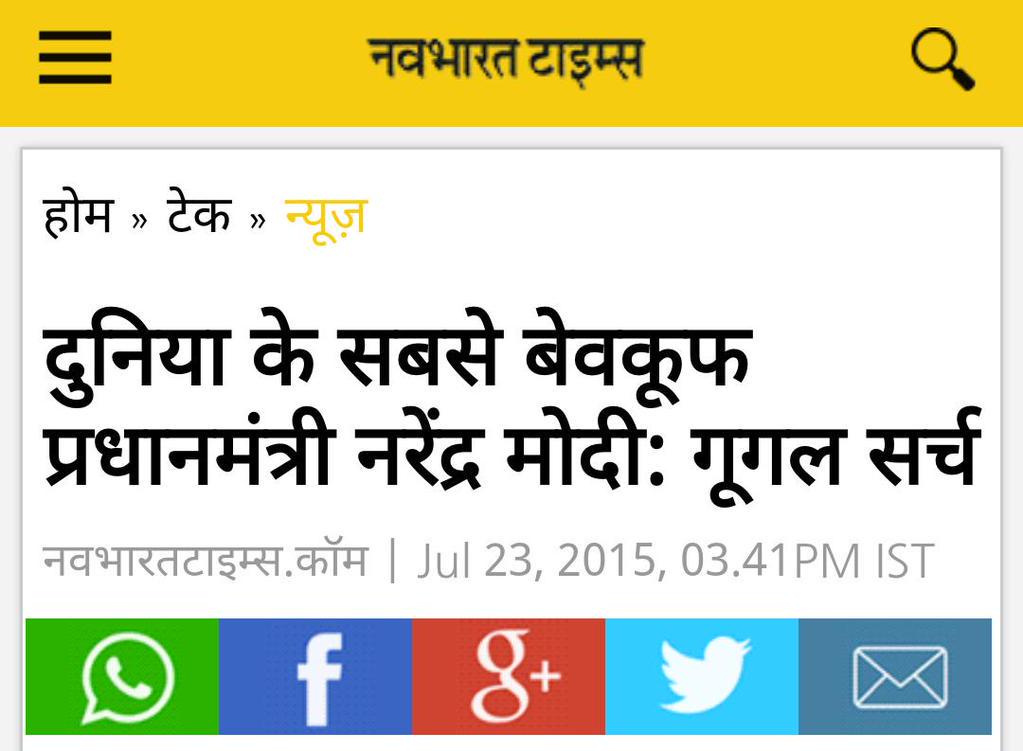 नवभारत टाइम्स
होम » टेक » न्यूज़
दुनिया के सबसे बेवकूफ
प्रधानमंत्री नरेंद्र मोदी: गूगल सर्च
नवभारतटाइम्स.कॉम | Jul 23, 2015, 03.41PM IST
f g+